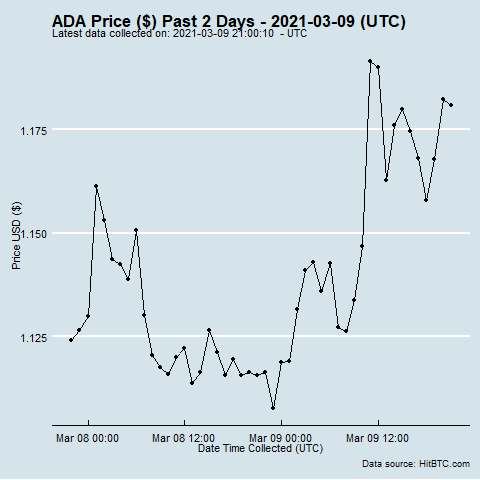 ADA Price ($) Past 2 Days - 2021-03-09 (UTC)
Latest data collected on: 2021-03-09 21:00:10  - UTC
1.175
1.150
1.125
Price USD ($)
Mar 08 00:00
Mar 08 12:00
Mar 09 00:00
Mar 09 12:00
Date Time Collected (UTC)
Data source: HitBTC.com